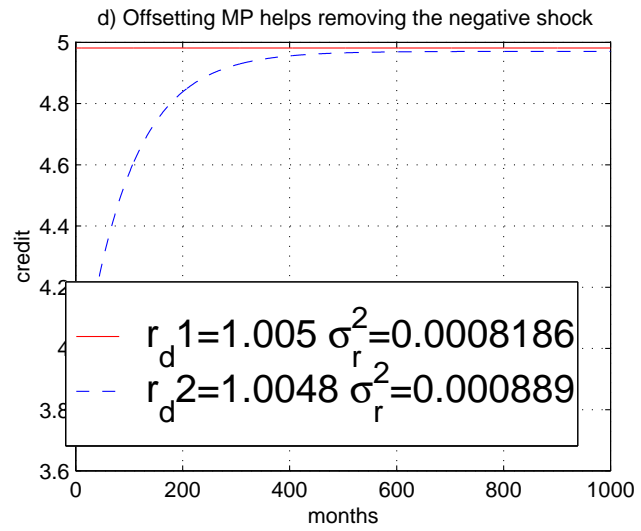 d) Offsetting MP helps removing the negative shock
5
4.8
4.6
4.4
4.2
4
3.8
3.6
credit
r_d1=1.005 σ_r^2=0.0008186
r_d2=1.0048 σ_r^2=0.000889
0 200 400 600 800 1000
months